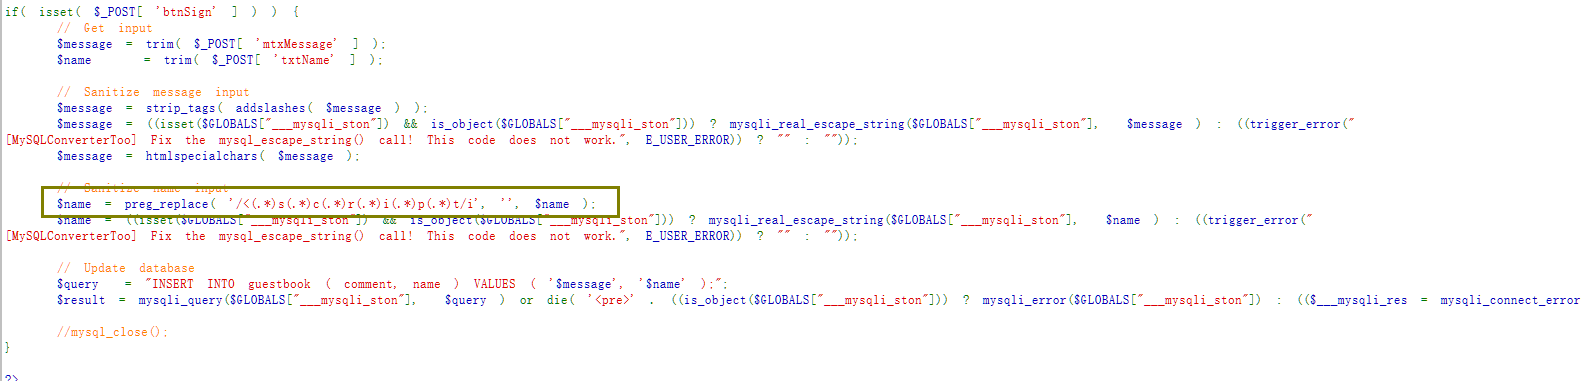 if( isset( $_POST[ 'btnSign' ] ) ) {
// Get input
$message = trim( $_POST[ 'mtxMessage' ] );
$name = trim( $_POST[ 'txtName' ] );
// Sanitize message input
$message = strip_tags( addslashes( $message ) );
$message = ((isset($GLOBALS["___mysqli_ston"]) && is_object($GLOBALS["___mysqli_ston"])) ? mysqli_real_escape_string($GLOBALS["___mysqli_ston"], $message ) : ((trigger_error("
[MySQLConverterToo] Fix the mysql_escape_string() call! This code does not work.", E_USER_ERROR)) ? "" : ""));
$message = htmlspecialchars( $message );
// Sanitize name input
$name = preg_replace( '/<(.*)s(.*)c(.*)r(.*)i(.*)p(.*)t/i', '', $name );
$name = ((isset($GLOBALS["___mysqli_ston"]) && is_object($GLOBALS["___mysqli_ston"])) ? mysqli_real_escape_string($GLOBALS["___mysqli_ston"], $name ) : ((trigger_error("
[MySQLConverterToo] Fix the mysql_escape_string() call! This code does not work.", E_USER_ERROR)) ? "" : ""));
// Update database
$query = "INSERT INTO guestbook ( comment, name ) VALUES ( '$message', '$name' );";
$result = mysqli_query($GLOBALS["___mysqli_ston"], $query ) or die( '<pre>' . ((is_object($GLOBALS["___mysqli_ston"])) ? mysqli_error($GLOBALS["___mysqli_ston"]) : (($___mysqli_res = mysqli_connect_error
//mysql_close();
}
?>